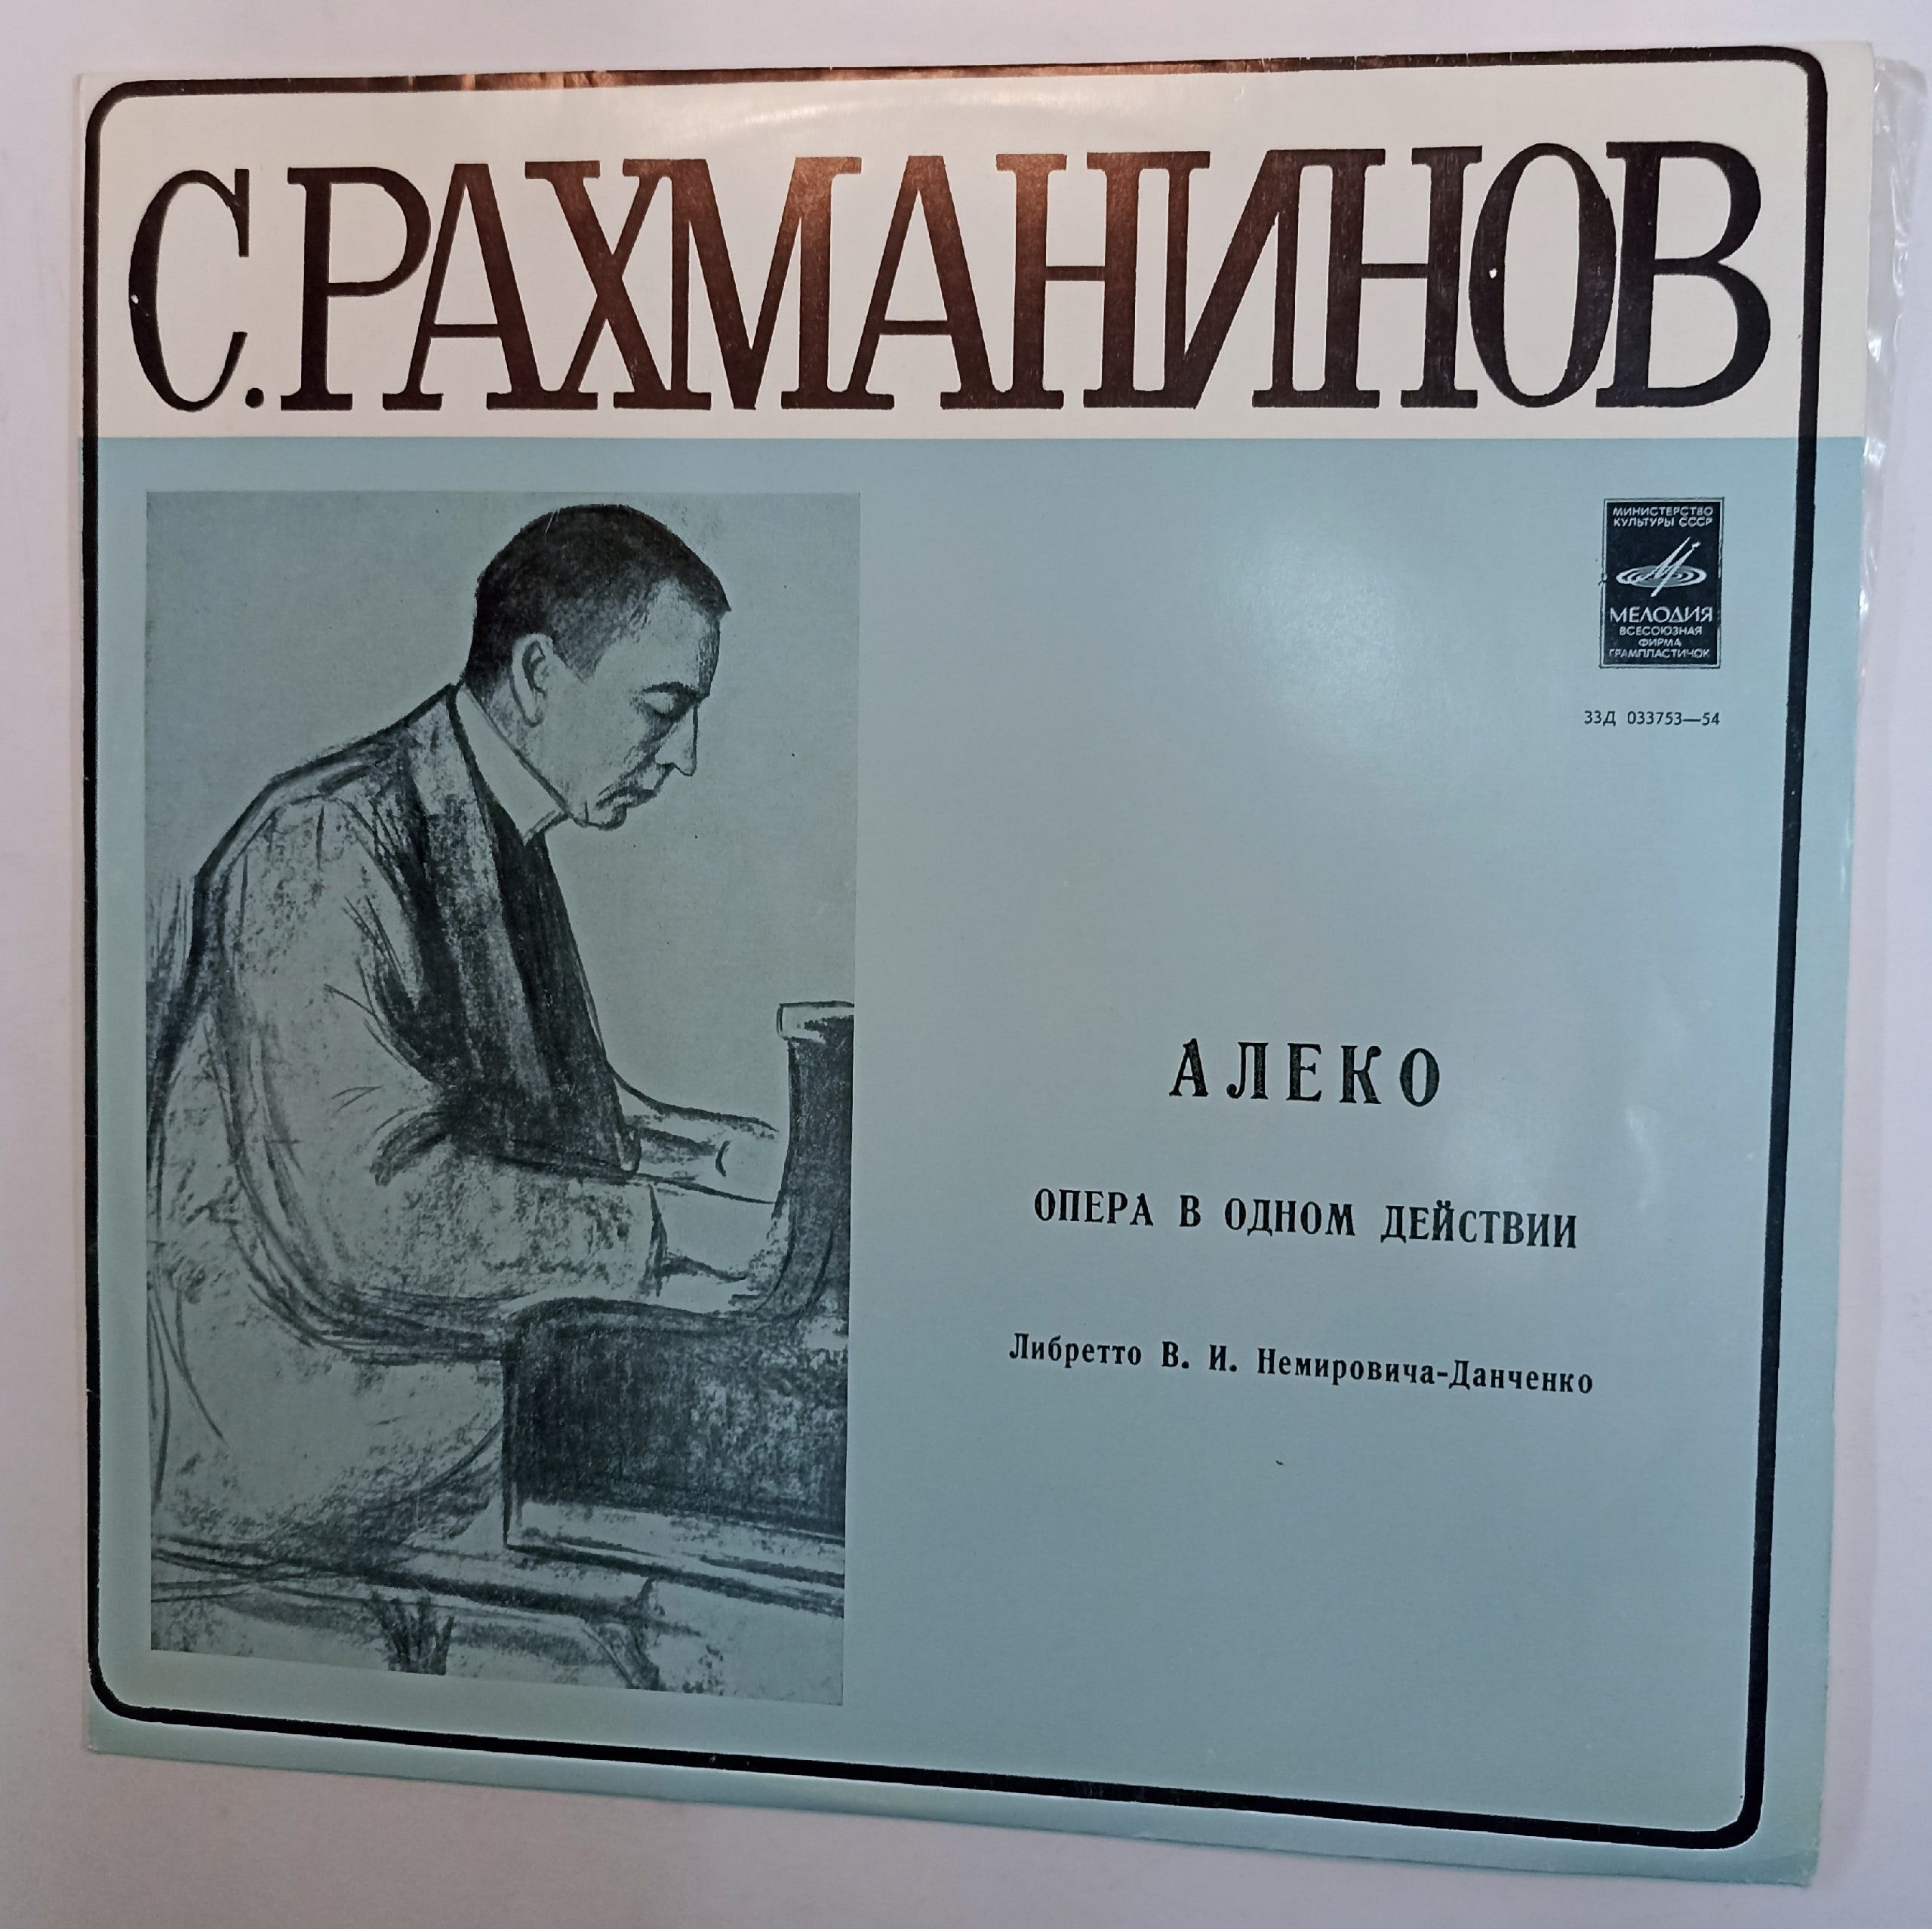 С. РАХМАНИНОВ
МИНИСТЕРСТВО
КУЛЬТУРЫ СССР
МЕЛОДИЯ
ВСЕСОЮЗНАЯ
ФИРМА
ГРАМПЛАСТИНОК
33Д 033753—54
АЛЕКО
ОПЕРА В ОДНОМ ДЕЙСТВИИ
Либретто В. И. Немировича-Данченко